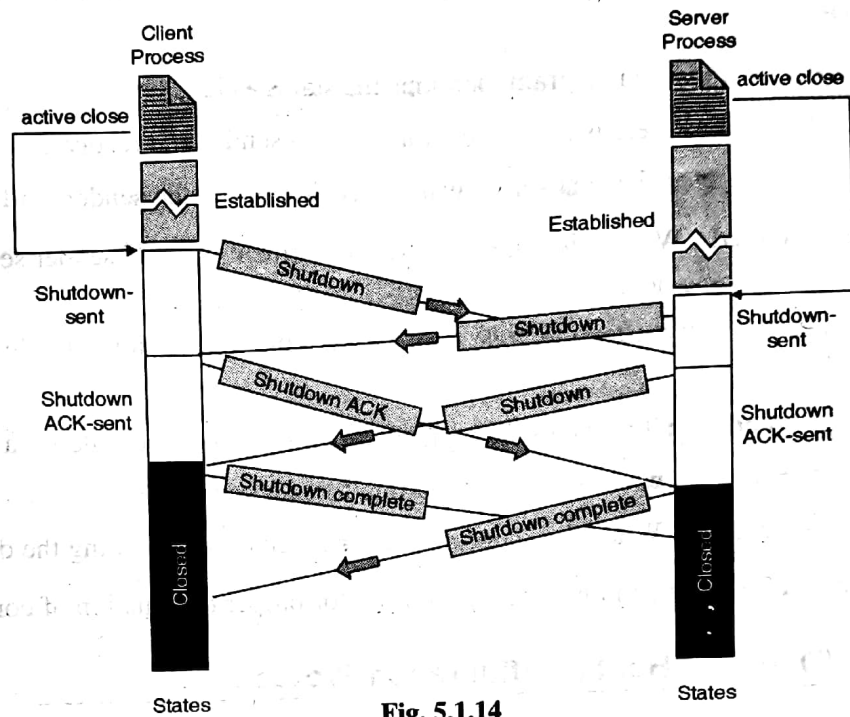 Client
Process
Server
Process
active close
active close
Established
Established
Shutdown
Shutdown-
sent
Shutdown
Shutdown-
sent
Shutdown ACK
Shutdown
Shutdown
ACK-sent
Shutdown
ACK-sent
Shutdown complete
Shutdown complete
Closed
Closed
States
States
Fig. 5.1.14